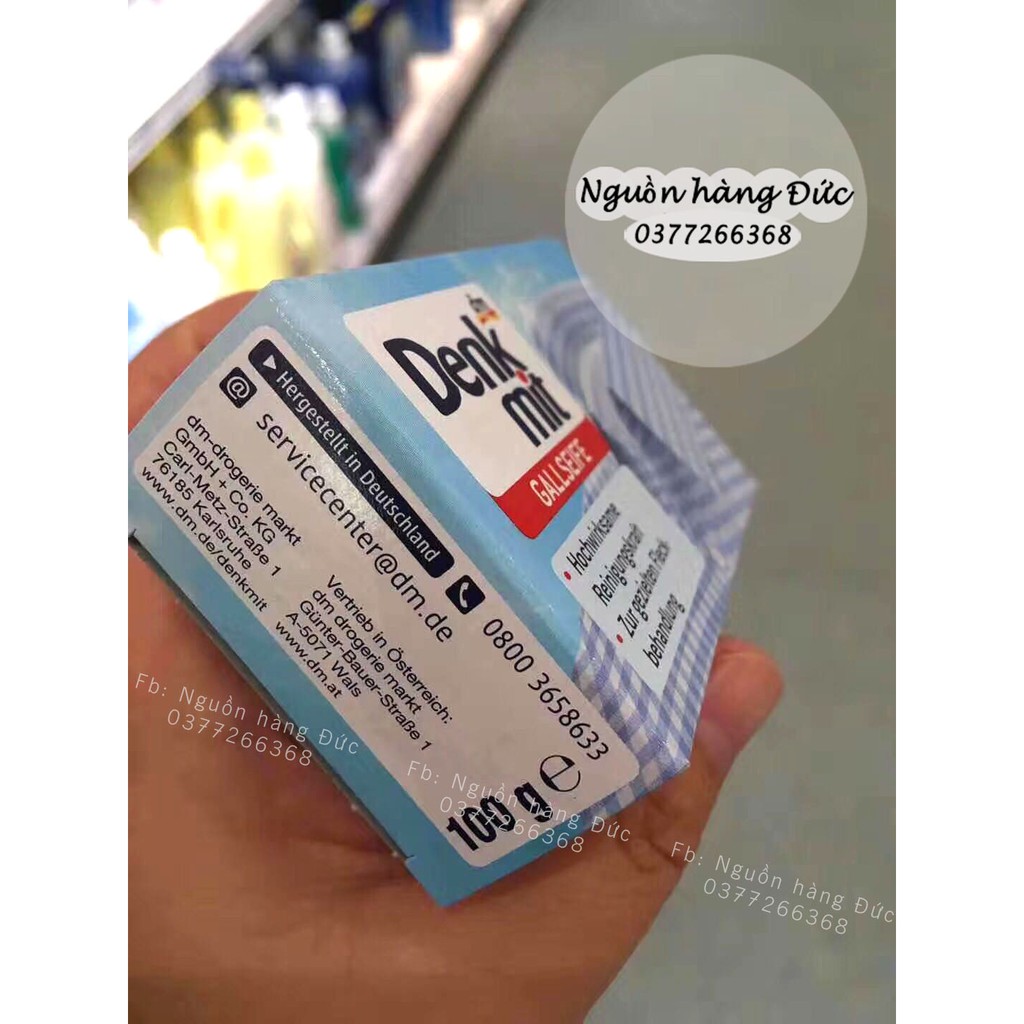 Nguồn hàng Đức
0377266368
dm
Denk
mit
GALLSEIFE
• Hochwirksame
Reinigungskraft
• Zur gezielten Fleck-
behandlung
Hergestellt in Deutschland
@ servicecenter@dm.de
0800 3658633
dm-drogerie markt
GmbH + Co. KG
Carl-Metz-Straße 1
76185 Karlsruhe
www.dm.de/denkmit
Vertrieb in Österreich:
dm drogerie markt
Günter-Bauer-Straße 1
A-5071 Wals
www.dm.at
100 g
Fb: Nguồn hàng Đức
0377266368
Fb: Nguồn hàng Đức
0377266368
Fb: Nguồn hàng Đức
0377266368